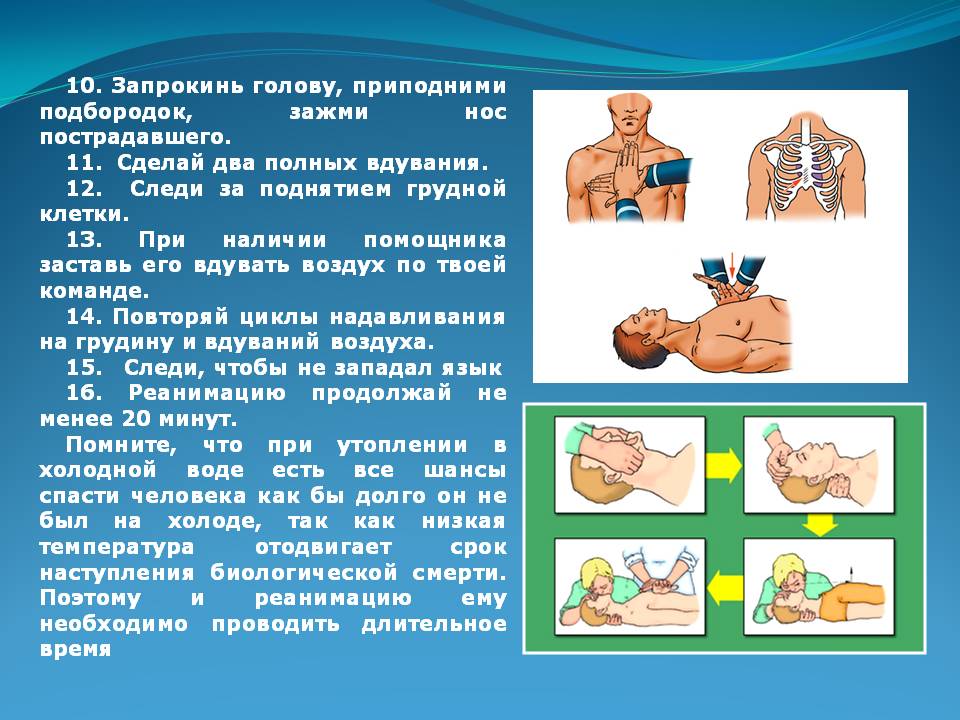 10. Запрокинь голову, приподними
подбородок, зажми нос
пострадавшего.
11. Сделай два полных вдувания.
12. Следи за поднятием грудной
клетки.
13. При наличии помощника
заставь его вдувать воздух по твоей
команде.
14. Повторяй циклы надавливания
на грудину и вдуваний воздуха.
15. Следи, чтобы не западал язык
16. Реанимацию продолжай не
менее 20 минут.
Помните, что при утоплении в
холодной воде есть все шансы
спасти человека как бы долго он не
был на холоде, так как низкая
температура отодвигает срок
наступления биологической смерти.
Поэтому и реанимацию ему
необходимо проводить длительное
время